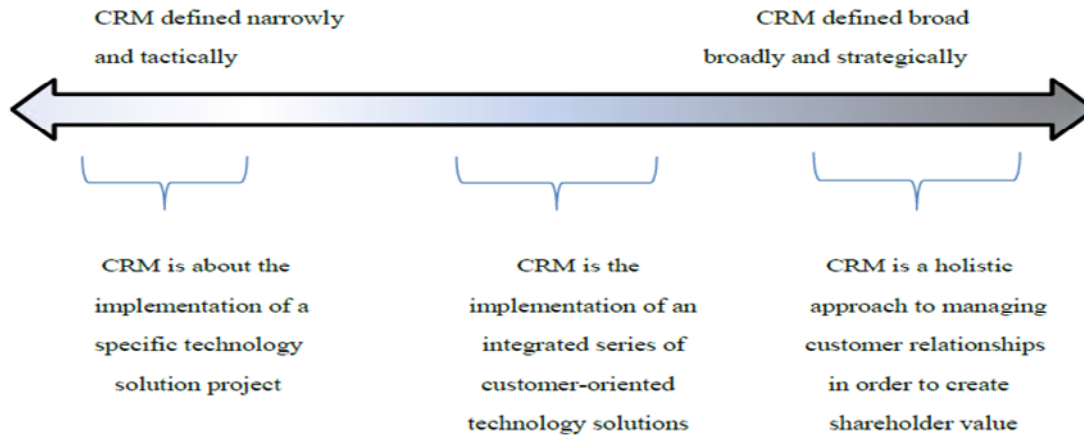 CRM defined narrowly
and tactically
CRM defined broad
broadly and strategically
CRM is about the
implementation of a
specific technology
solution project
CRM is the
implementation of an
integrated series of
customer-oriented
technology solutions
CRM is a holistic
approach to managing
customer relationships
in order to create
shareholder value